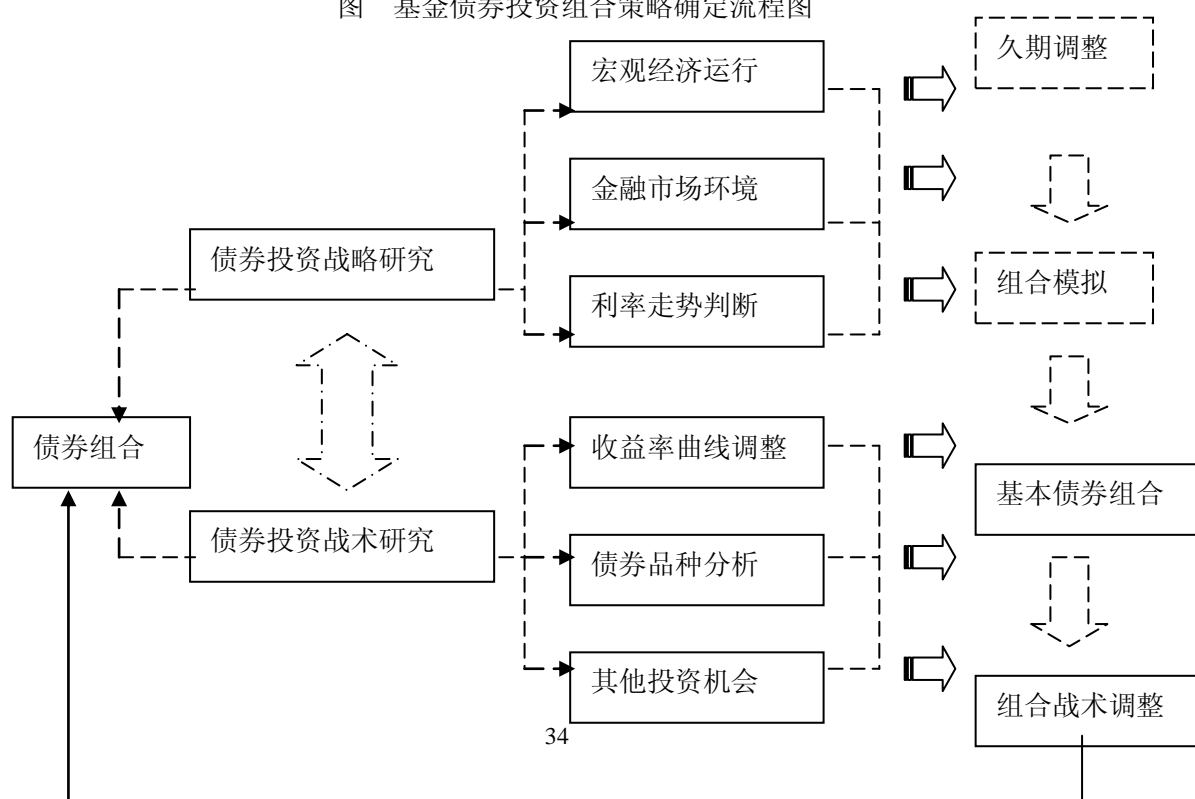 图 基金债券投资组合策略确定流程图
宏观经济运行
久期调整
金融市场环境
债券投资战略研究
利率走势判断
组合模拟
债券组合
收益率曲线调整
基本债券组合
债券投资战术研究
债券品种分析
其他投资机会
组合战术调整
34